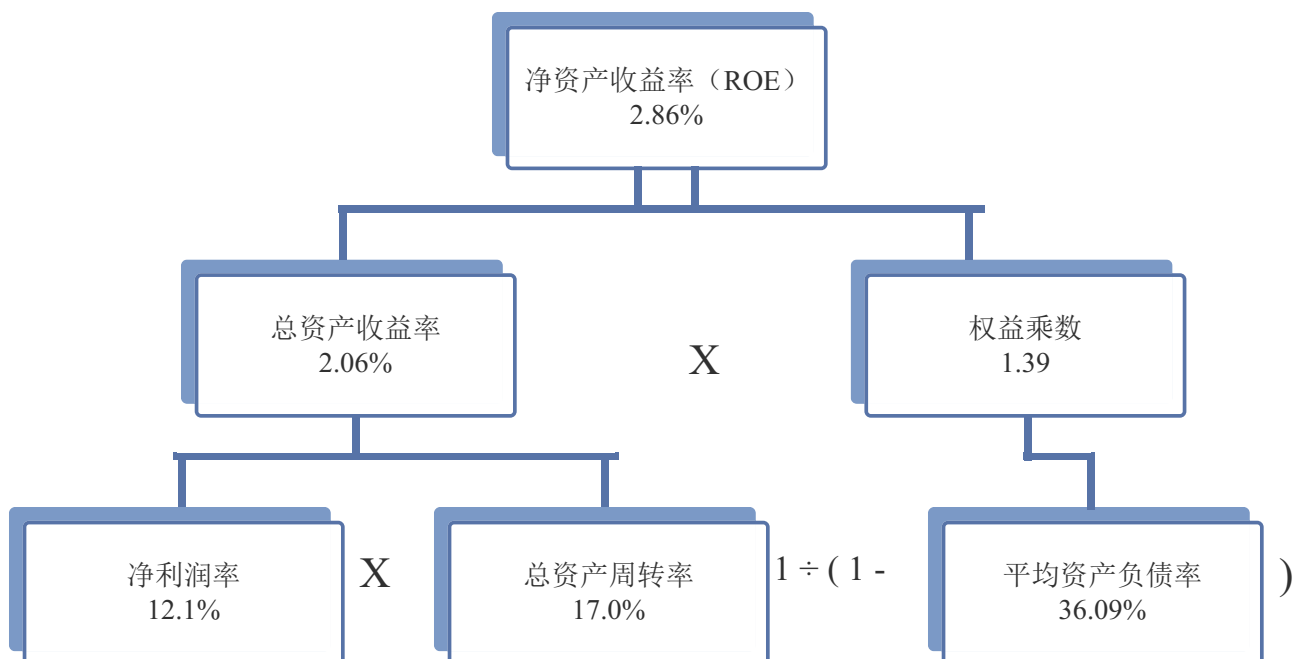 净资产收益率（ROE）
2.86%
总资产收益率
2.06%
X
权益乘数
1.39
净利润率
12.1%
X
总资产周转率
17.0%
1 ÷ ( 1 -
平均资产负债率
36.09%
)